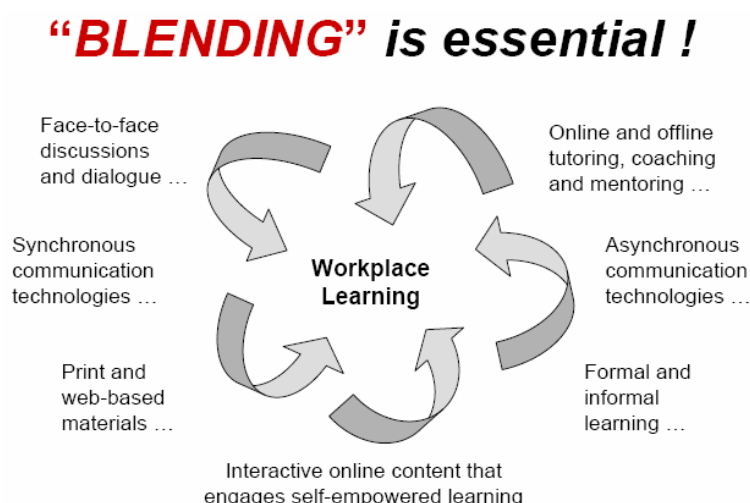 “BLENDING” is essential !
Face-to-face
discussions
and dialogue …
Online and offline
tutoring, coaching
and mentoring …
Synchronous
communication
technologies …
Workplace
Learning
Asynchronous
communication
technologies …
Print and
web-based
materials …
Formal and
informal
learning …
Interactive online content that
engages self-empowered learning